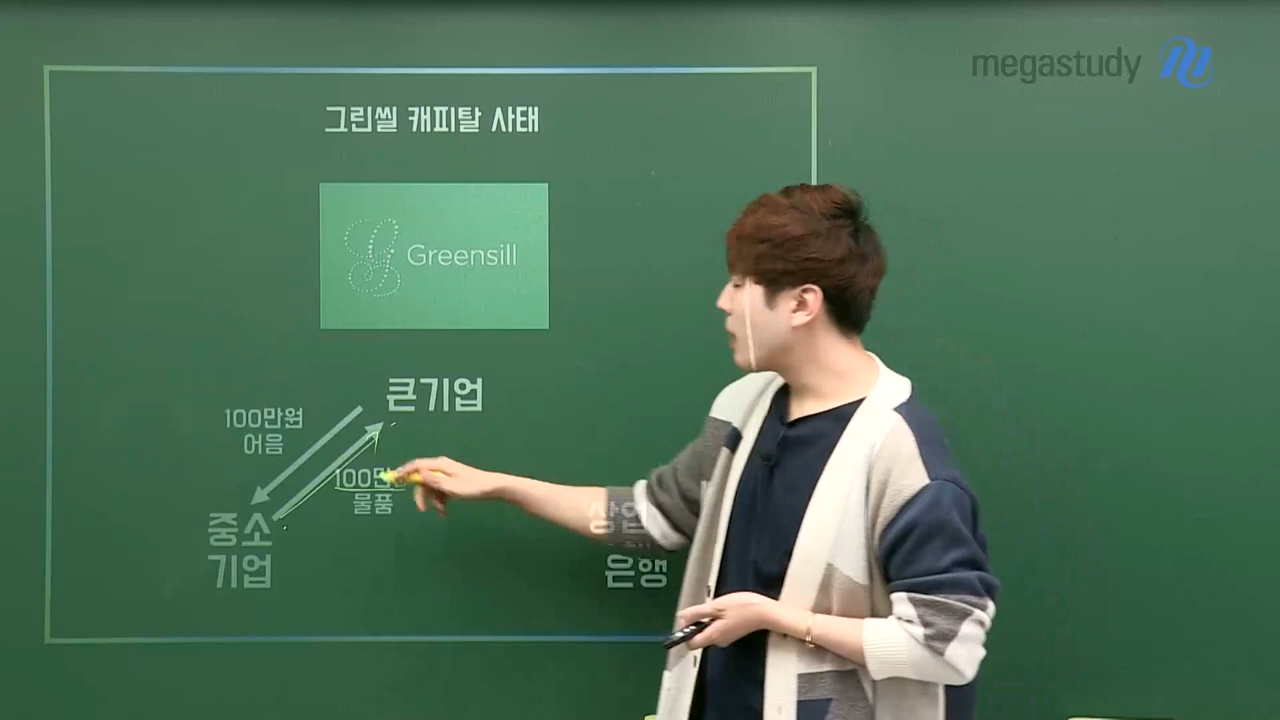 megastudy
그린씰 캐피탈 사태
Greensill
큰기업
100만원
어음
물품
중소
기업
은행